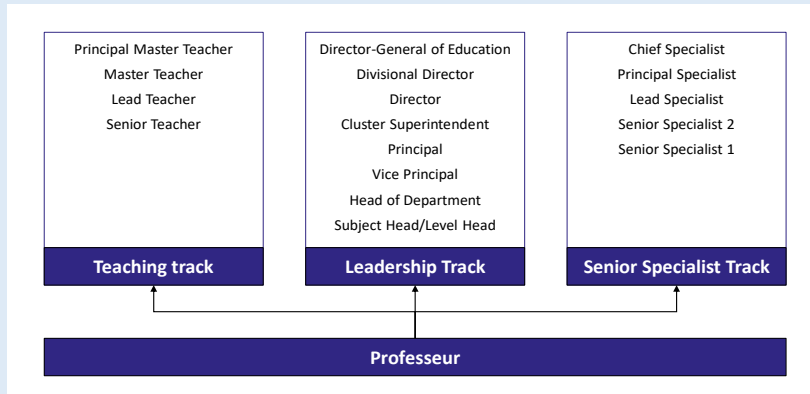 Principal Master Teacher
Master Teacher
Lead Teacher
Senior Teacher
Teaching track
Director-General of Education
Divisional Director
Director
Cluster Superintendent
Principal
Vice Principal
Head of Department
Subject Head/Level Head
Leadership Track
Chief Specialist
Principal Specialist
Lead Specialist
Senior Specialist 2
Senior Specialist 1
Senior Specialist Track
Professeur